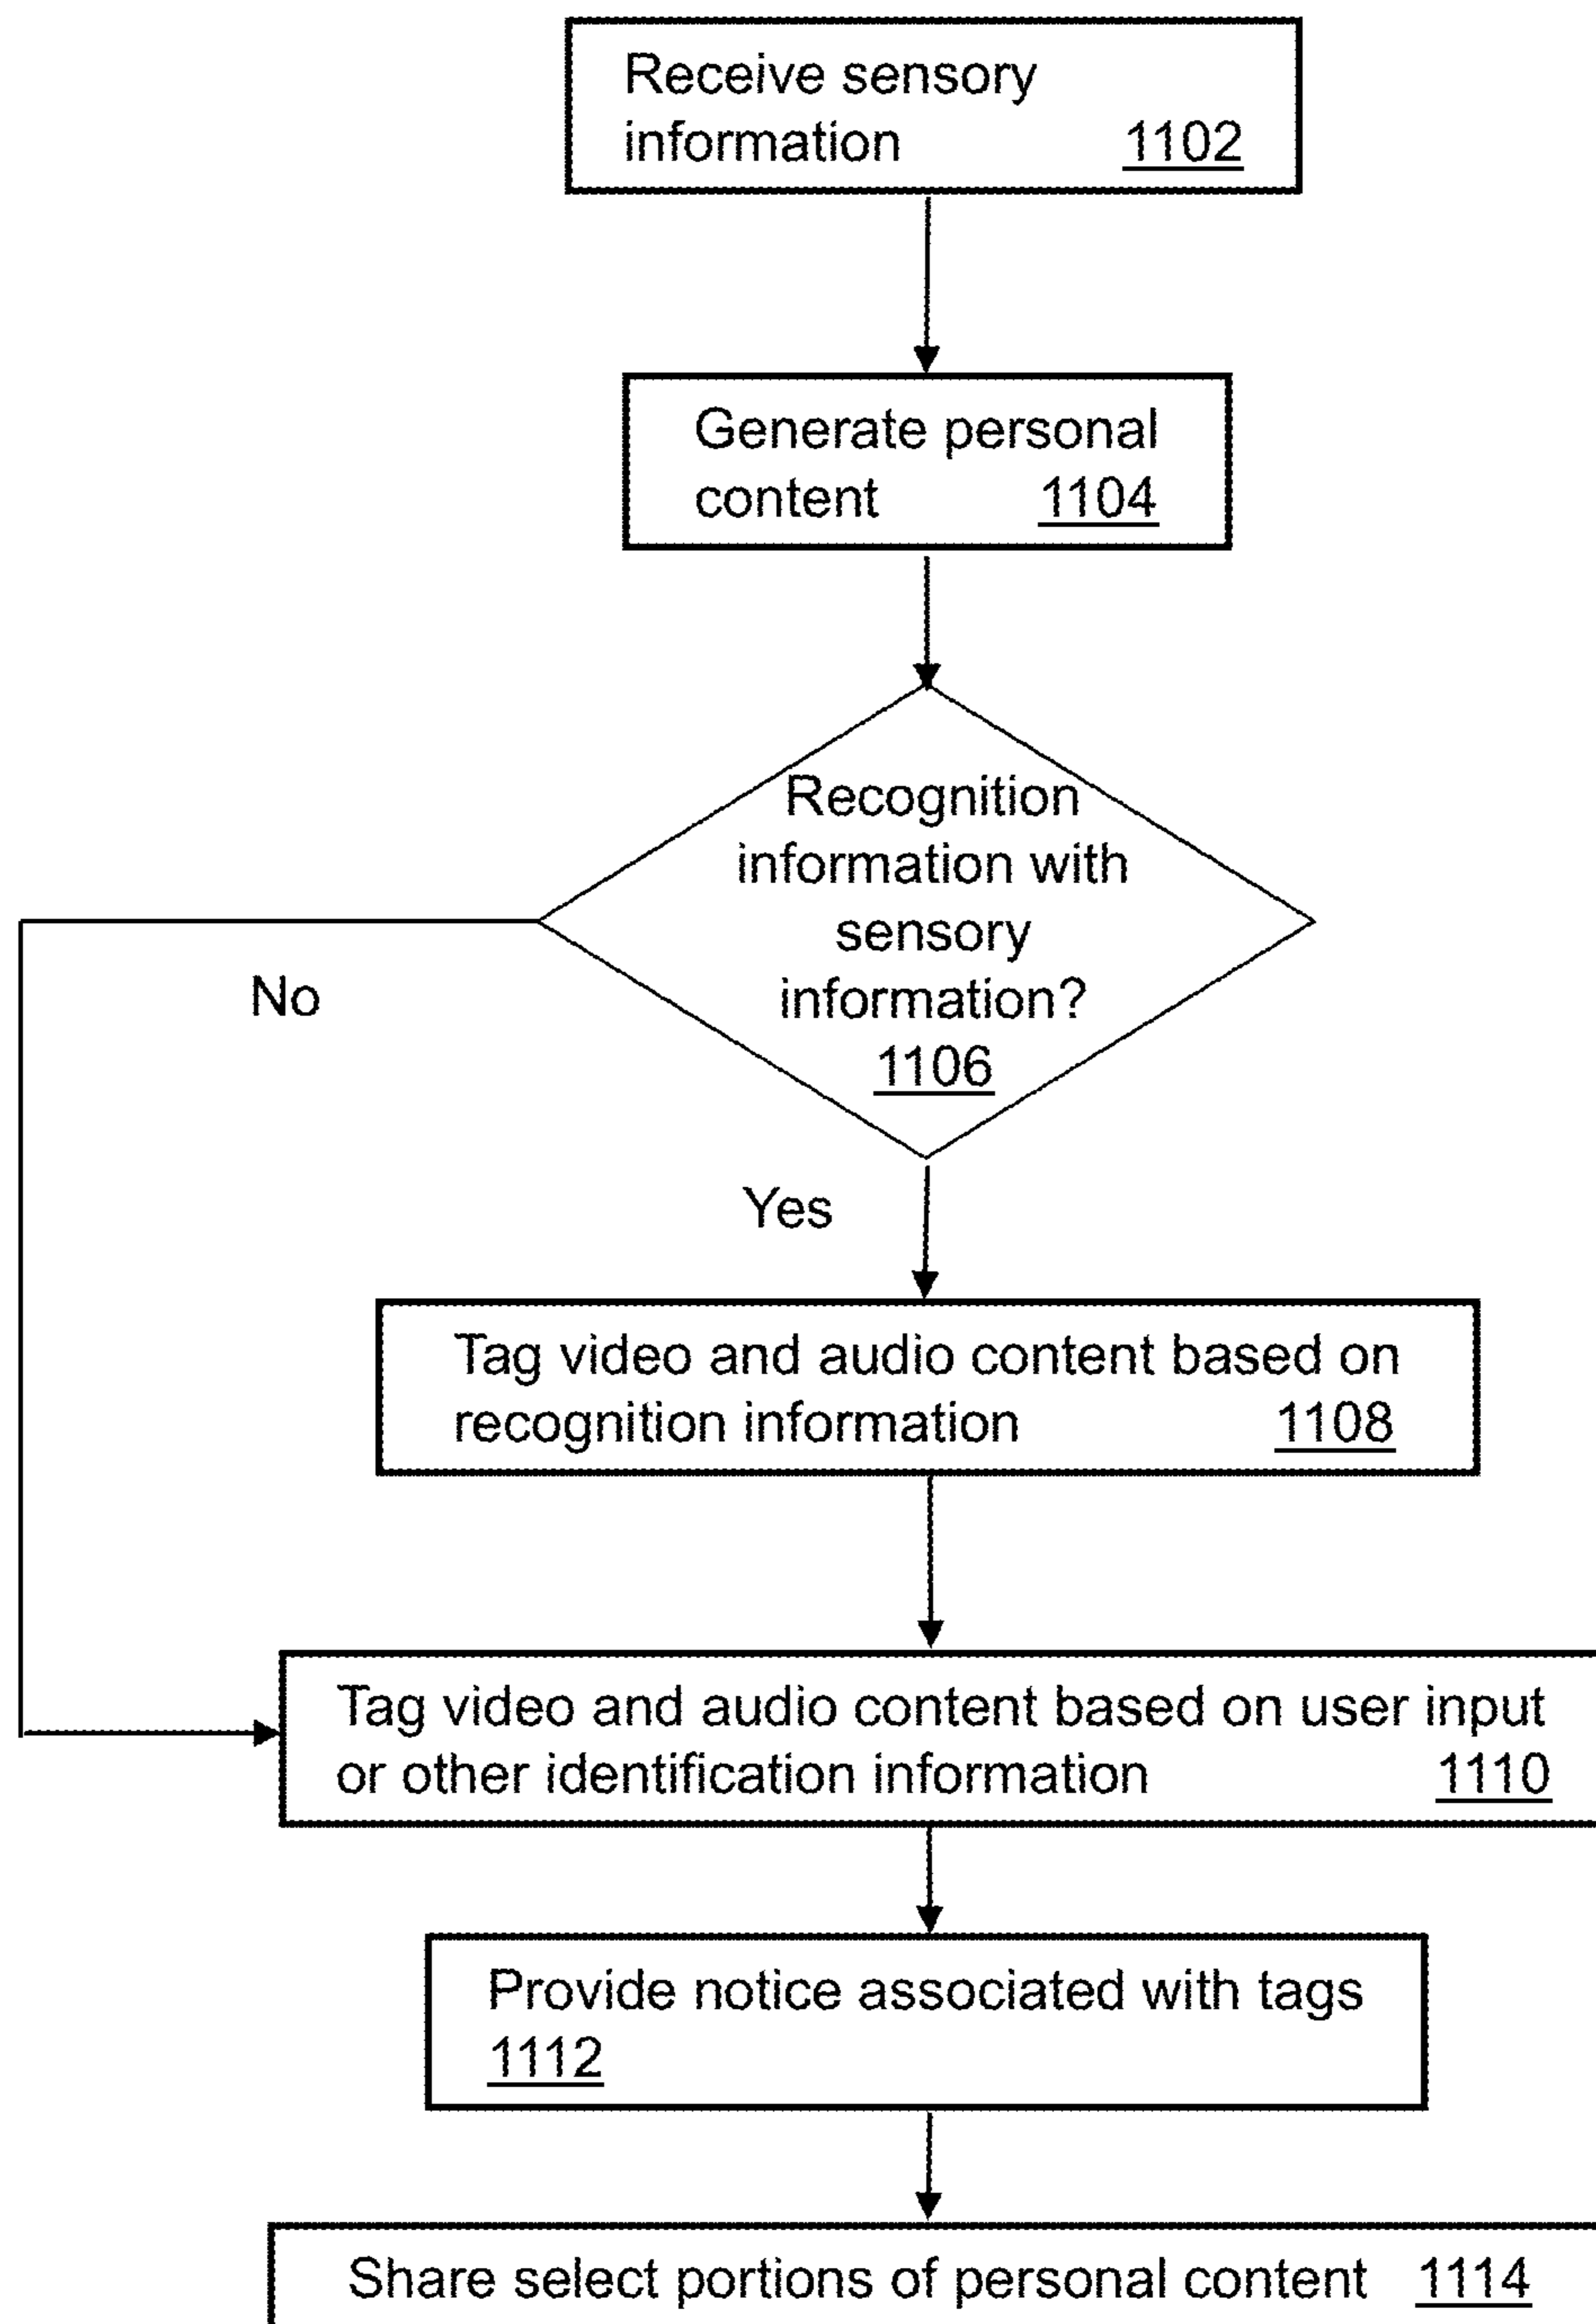 Receive sensory
information 1102
Generate personal
content 1104
Recognition
information with
sensory
information?
1106
No
Yes
Tag video and audio content based on
recognition information 1108
Tag video and audio content based on user input
or other identification information 1110
Provide notice associated with tags
1112
Share select portions of personal content 1114